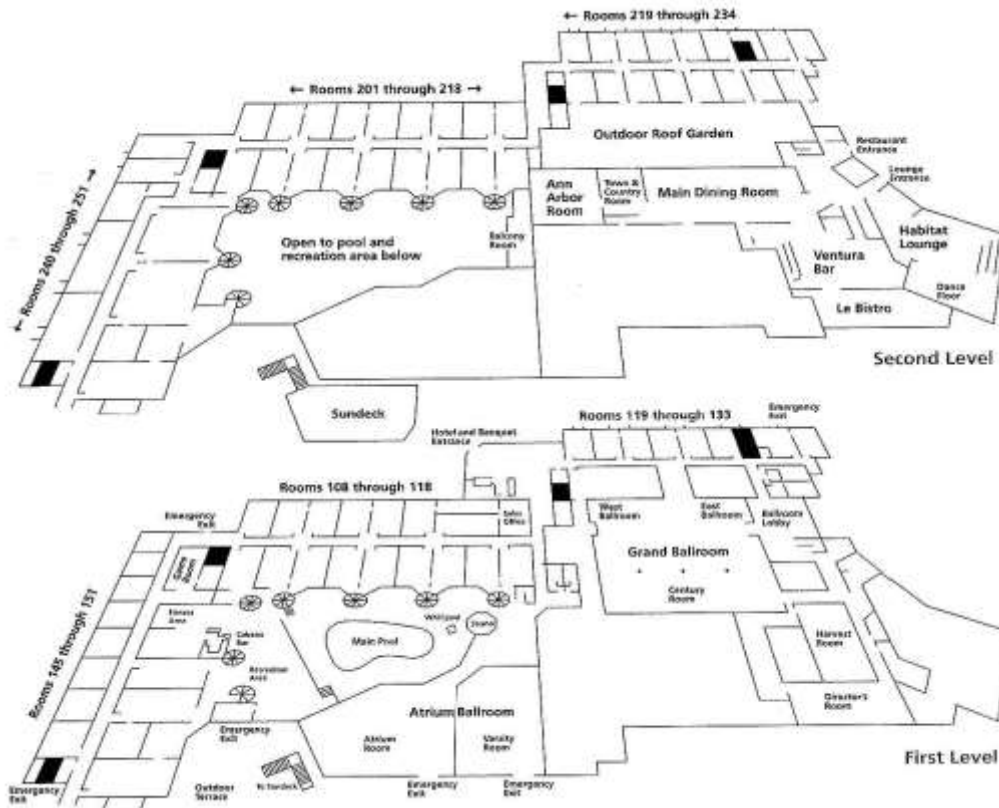 ← Rooms 219 through 234
← Rooms 201 through 218 →
← Rooms 240 through 251 →
Outdoor Roof Garden
Restaurant
Entrance
Lounge
Entrance
Ann
Arbor
Room
Town &
Country
Room
Main Dining Room
Balcony
Room
Open to pool and
recreation area below
Habitat
Lounge
Ventura
Bar
Dance
Floor
Le Bistro
Second Level
Sundeck
Rooms 119 through 133
Emergency
Exit
Hotel and Banquet
Entrance
Rooms 108 through 118
Sales
Office
Emergency
Exit
West
Ballroom
East
Ballroom
Ballroom
Lobby
Grand Ballroom
Century
Room
Game
Room
Rooms 145 through 151
Fitness
Area
Cabana
Bar
Whirlpool
Main Pool
Recreation
Area
Harvest
Room
Director's
Room
Atrium Ballroom
Atrium
Room
Varsity
Room
Emergency
Exit
First Level
Emergency
Exit
Outdoor
Terrace
To Sundeck
Emergency
Exit
Emergency
Exit